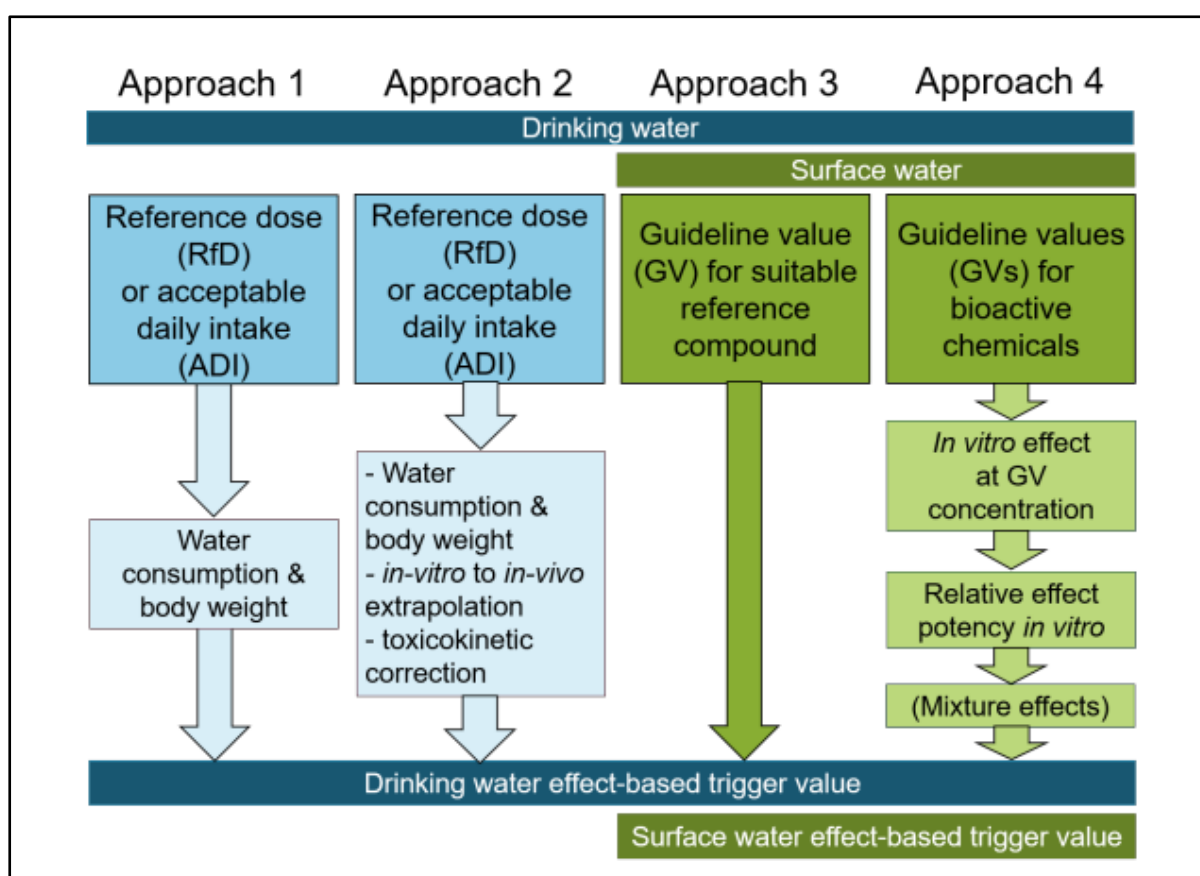 Approach 1
Approach 2
Approach 3
Approach 4
Drinking water
Surface water
Reference dose
(RfD)
or acceptable
daily intake
(ADI)
Reference dose
(RfD)
or acceptable
daily intake
(ADI)
Guideline value
(GV) for suitable
reference
compound
Guideline values
(GVs) for
bioactive
chemicals
Water
consumption &
body weight
- Water
consumption &
body weight
- in-vitro to in-vivo
extrapolation
- toxicokinetic
correction
In vitro effect
at GV
concentration
Relative effect
potency in vitro
(Mixture effects)
Drinking water effect-based trigger value
Surface water effect-based trigger value